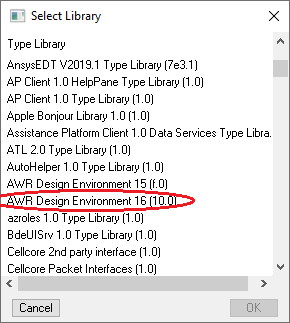 Select Library
Type Library
AnsysEDT V2019.1 Type Library (7e3.1)
AP Client 1.0 HelpPane Type Library (1.0)
AP Client 1.0 Type Library (1.0)
Apple Bonjour Library 1.0 (1.0)
Assistance Platform Client 1.0 Data Services Type Libra...
ATL 2.0 Type Library (1.0)
AutoHelper 1.0 Type Library (1.0)
AWR Design Environment 15 (f.0)
AWR Design Environment 16 (10.0)
azroles 1.0 Type Library (1.0)
BdeUISrv 1.0 Type Library (1.0)
Cellcore 2nd party interface (1.0)
Cellcore Packet Interfaces (1.0)
Cancel
OK